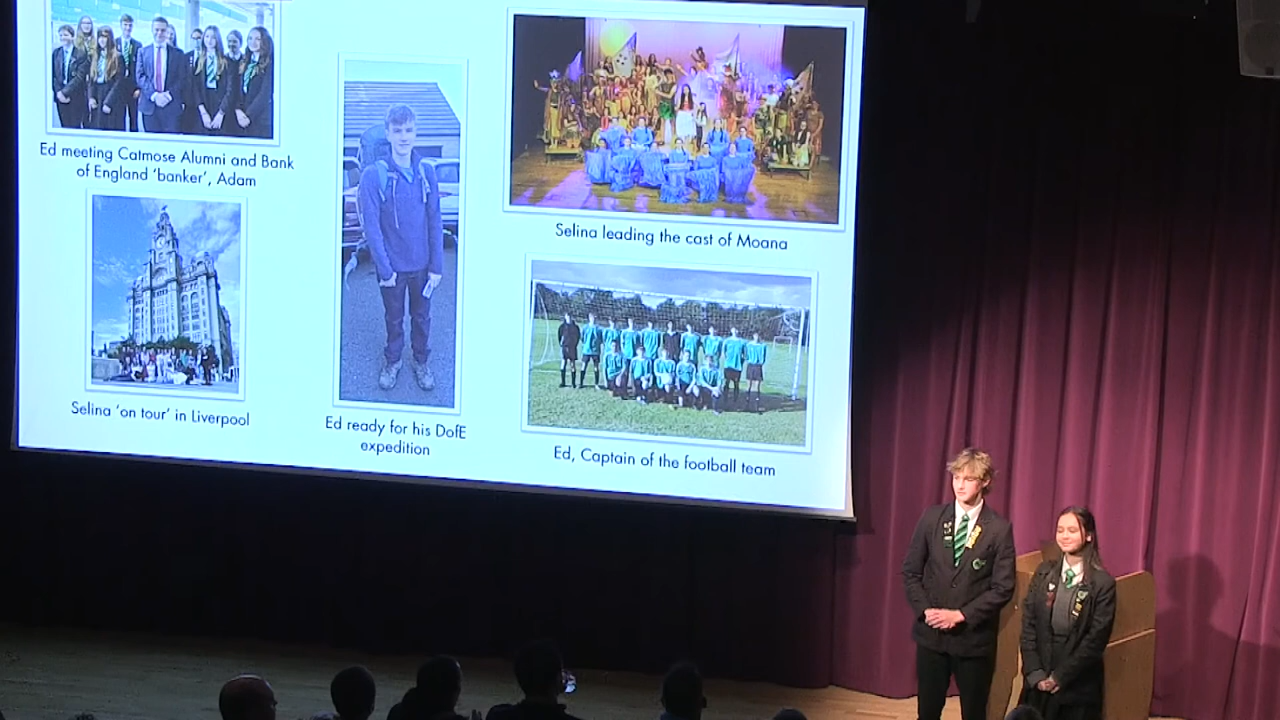 Ed meeting Catmose Alumni and Bank
of England ‘banker’, Adam
Selina ‘on tour’ in Liverpool
Ed ready for his DofE
expedition
Selina leading the cast of Moana
Ed, Captain of the football team